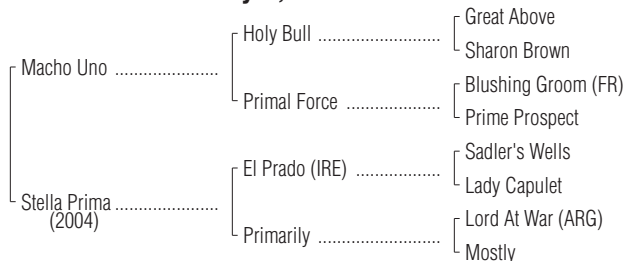 Great Above
Holy Bull ....................
Sharon Brown
Macho Uno ....................
Blushing Groom (FR)
Primal Force ..................
Prime Prospect
Sadler's Wells
El Prado (IRE) ................
Lady Capulet
Stella Prima ....................
(2004)
Lord At War (ARG)
Primarily .......................
Mostly